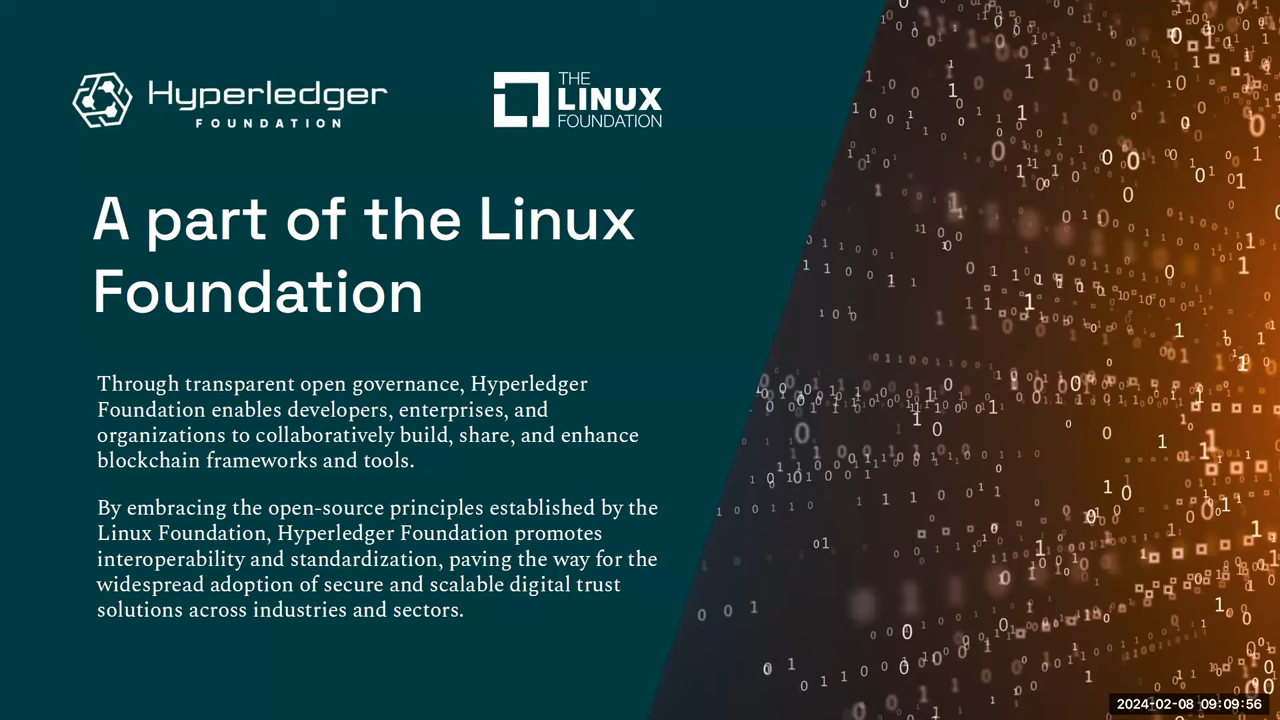 Hyperledger
FOUNDATION
THE
LINUX
FOUNDATION
A part of the Linux
Foundation
Through transparent open governance, Hyperledger
Foundation enables developers, enterprises, and
organizations to collaboratively build, share, and enhance
blockchain frameworks and tools.
By embracing the open-source principles established by the
Linux Foundation, Hyperledger Foundation promotes
interoperability and standardization, paving the way for the
widespread adoption of secure and scalable digital trust
solutions across industries and sectors.
2024-02-08 09:09:56